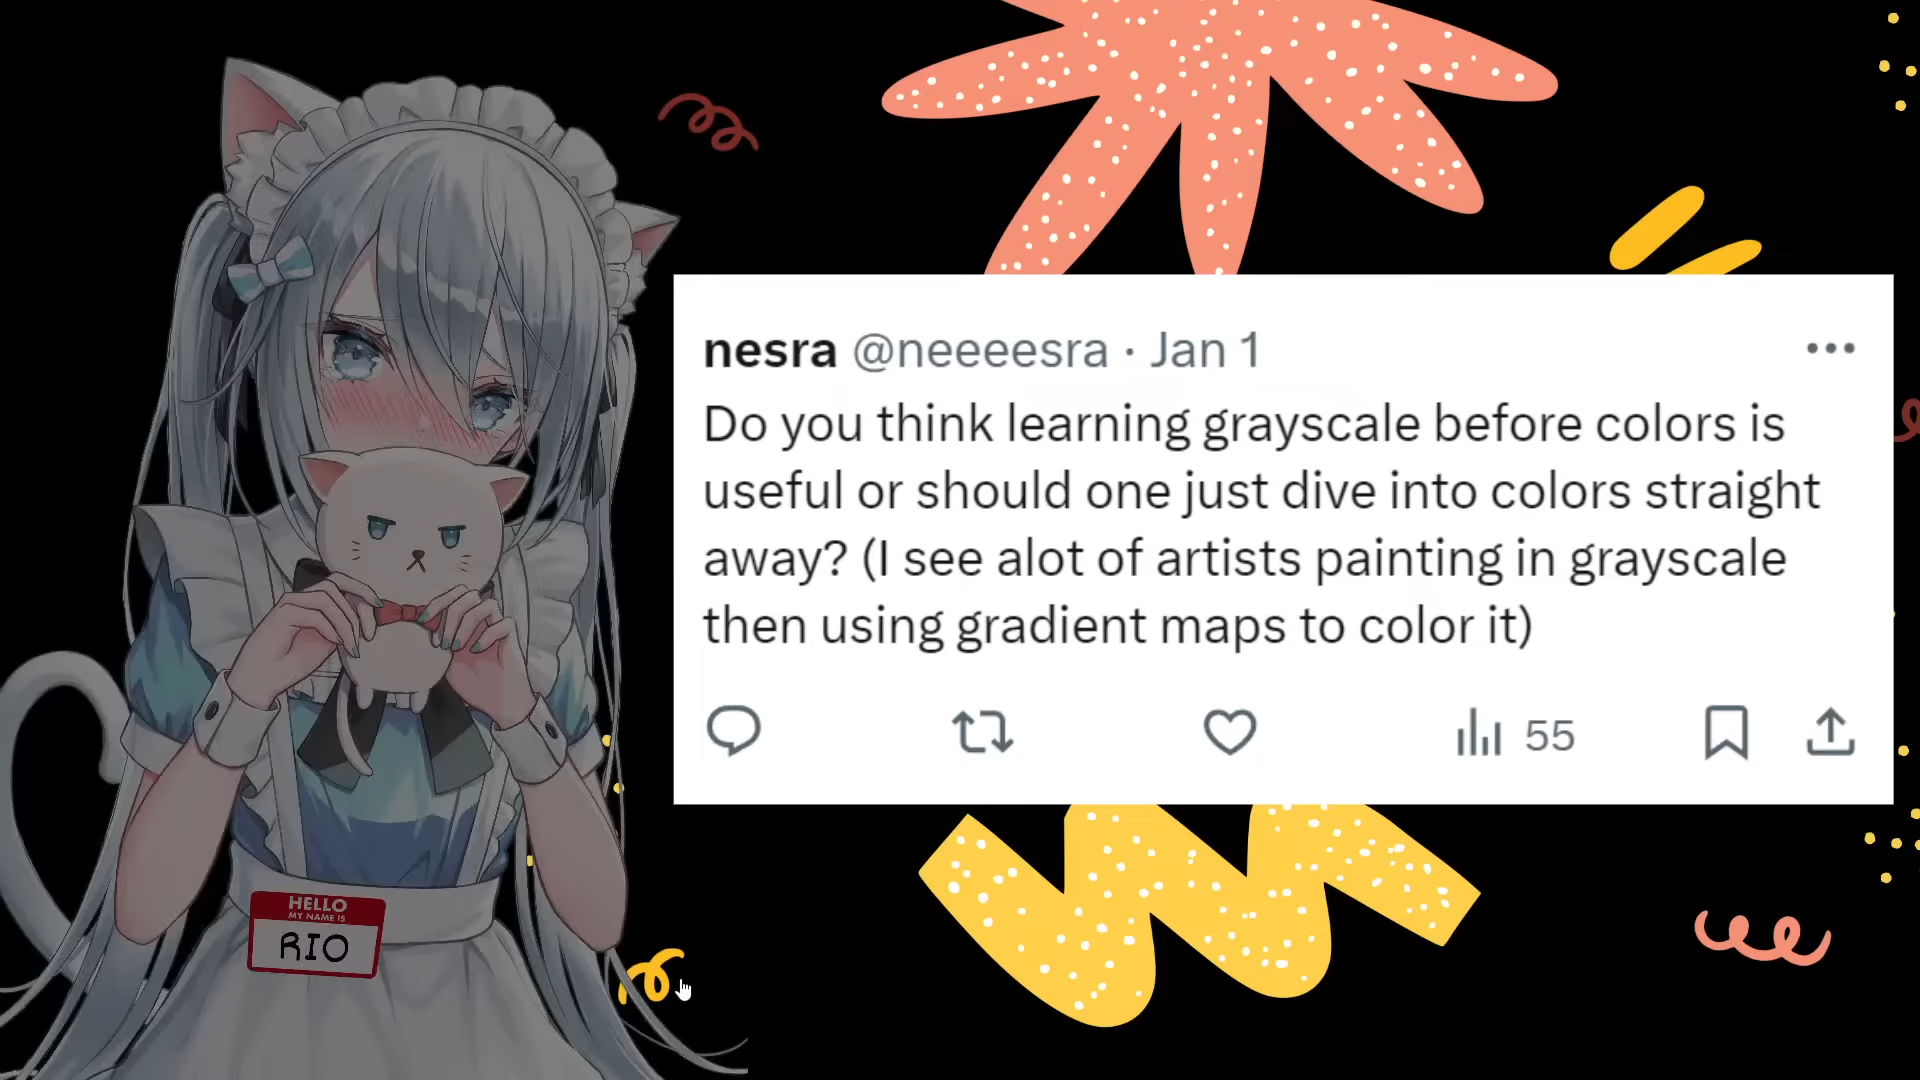 nesra @neeeesra · Jan 1
Do you think learning grayscale before colors is
useful or should one just dive into colors straight
away? (I see alot of artists painting in grayscale
then using gradient maps to color it)
55
HELLO
MY NAME IS
RIO